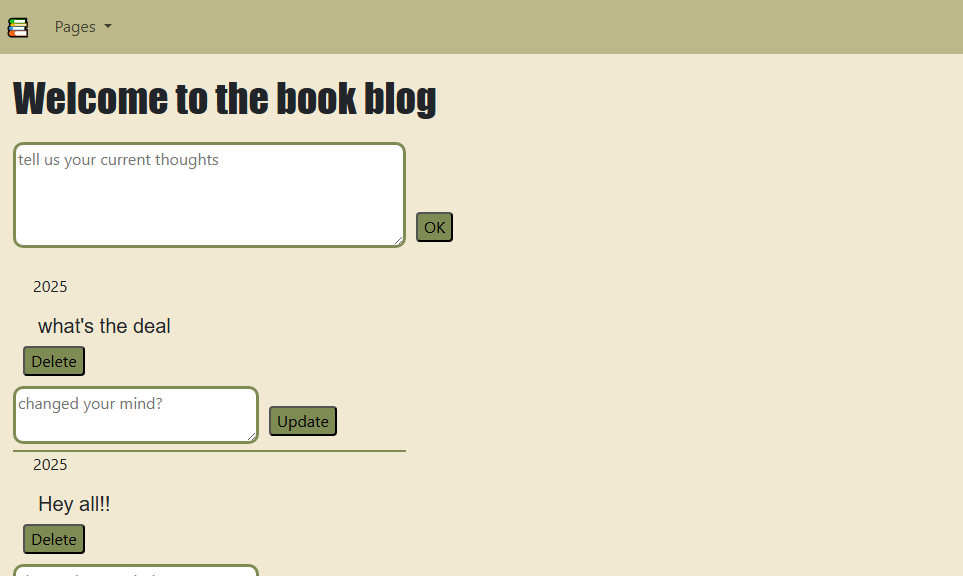 Pages
Welcome to the book blog
tell us your current thoughts
OK
2025
what's the deal
Delete
changed your mind?
Update
2025
Hey all!!
Delete